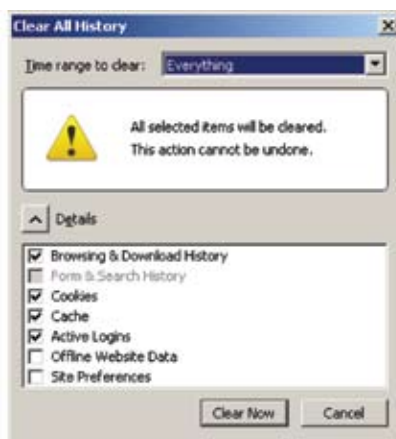 Clear All History
Time range to clear: Everything
All selected items will be cleared.
This action cannot be undone.
Details
Browsing & Download History
Form & Search History
Cookies
Cache
Active Logins
Offline Website Data
Site Preferences
Clear Now Cancel